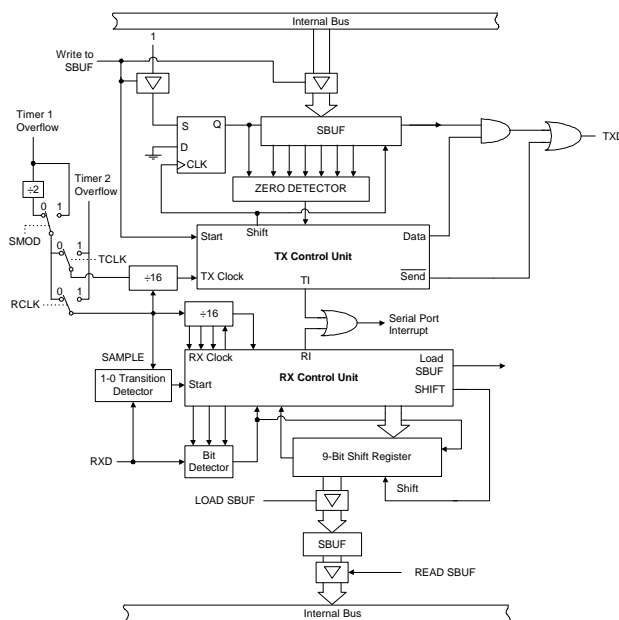 Internal Bus
1
Write to
SBUF
S
Q
D
CLK
SBUF
TXD
Timer 1
Overflow
Timer 2
Overflow
÷2
ZERO DETECTOR
0 1
SMOD
0 1
TCLK
Start
Shift
Data
TX Control Unit
÷16
TX Clock
TI
Send
RCLK
0 1
÷16
Serial Port
Interrupt
SAMPLE
RX Clock
RI
Load
SBUF
1-0 Transition
Detector
Start
RX Control Unit
SHIFT
RXD
Bit
Detector
9-Bit Shift Register
Shift
LOAD SBUF
SBUF
READ SBUF
Internal Bus